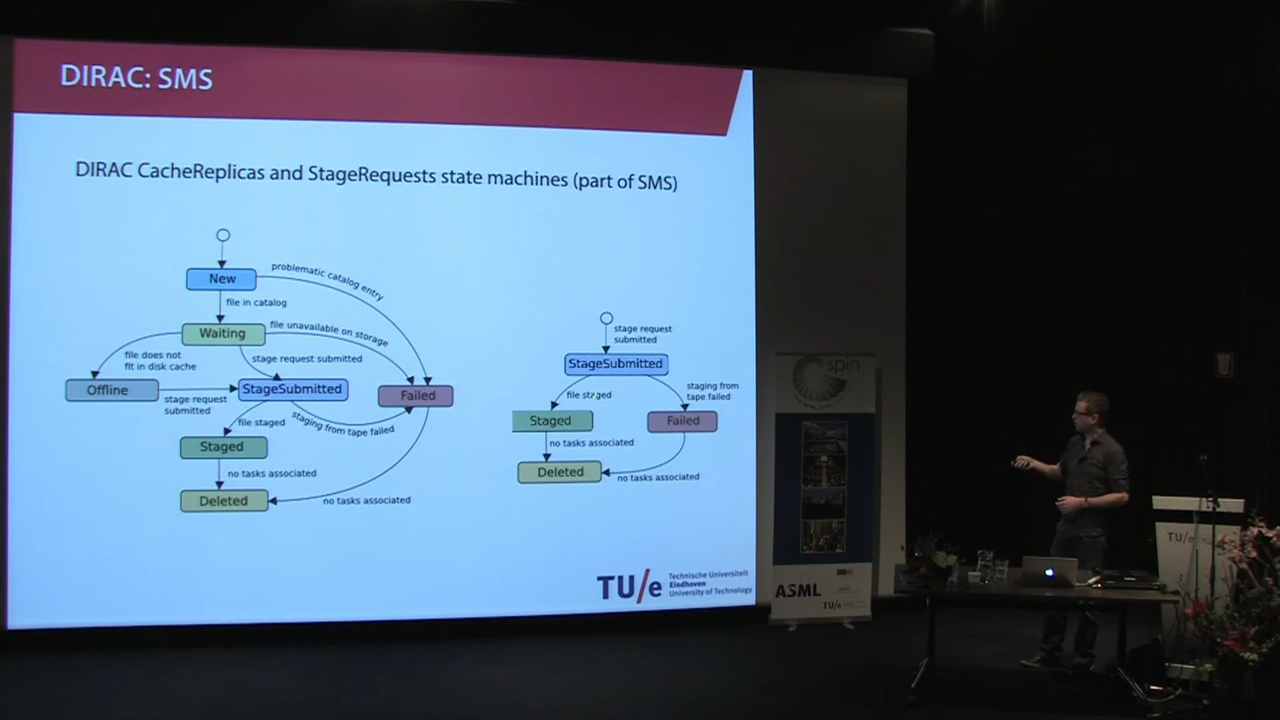 DIRAC: SMS
DIRAC CacheReplicas and StageRequests state machines (part of SMS)
New
problematic catalog entry
file in catalog
Waiting
file unavailable on storage
file does not
fit in disk cache
stage request submitted
Offline
stage request
submitted
StageSubmitted
Failed
file staged
staging from tape failed
Staged
no tasks associated
Deleted
no tasks associated
stage request
submitted
StageSubmitted
file staged
staging from
tape failed
Staged
Failed
no tasks associated
Deleted
no tasks associated
TU/e
Technische Universiteit
Eindhoven
University of Technology
spin
ASML
TU/e
TU/e